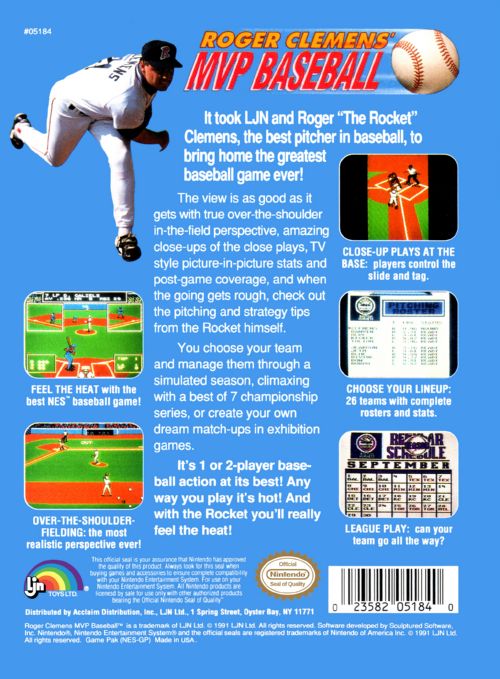 #05184
ROGER CLEMENS'
MVP BASEBALL
It took LJN and Roger "The Rocket"
Clemens, the best pitcher in baseball, to
bring home the greatest
baseball game ever!
The view is as good as it
gets with true over-the-shoulder
in-the-field perspective, amazing
close-ups of the close plays, TV
style picture-in-picture stats and
post-game coverage, and when
the going gets rough, check out
the pitching and strategy tips
from the Rocket himself.
You choose your team
and manage them through a
simulated season, climaxing
with a best of 7 championship
series, or create your own
dream match-ups in exhibition
games.
It's 1 or 2-player base-
ball action at its best! Any
way you play it's hot! And
with the Rocket you'll really
feel the heat!
FEEL THE HEAT with the
best NES™ baseball game!
OUT
OVER-THE-SHOULDER-
FIELDING: the most
realistic perspective ever!
CLOSE-UP PLAYS AT THE
BASE: players control the
slide and tag.
PITCHING
ROSTER
CHOOSE YOUR LINEUP:
26 teams with complete
rosters and stats.
SEPTEMBER
LEAGUE PLAY: can your
team go all the way?
LJN
TOYS LTD.
This official seal is your assurance that Nintendo has approved
the quality of this product. Always look for this seal when
buying games and accessories to ensure complete compatibility
with your Nintendo Entertainment System. For use on your
Nintendo Entertainment System. All Nintendo products are
licensed by sale for use only with other authorized products
bearing the Official Nintendo Seal of Quality
Official
Nintendo
Seal of Quality
0 23582 05184 0
Distributed by Acclaim Distribution, Inc., LJN Ltd., 1 Spring Street, Oyster Bay, NY 11771
Roger Clemens MVP Baseball™ is a trademark of LJN Ltd. © 1991 LJN Ltd. All rights reserved. Software developed by Sculptured Software,
Inc. Nintendo®, Nintendo Entertainment System® and the official seals are registered trademarks of Nintendo of America Inc. © 1991 LJN Ltd.
All rights reserved. Game Pak (NES-GP) Made in USA.